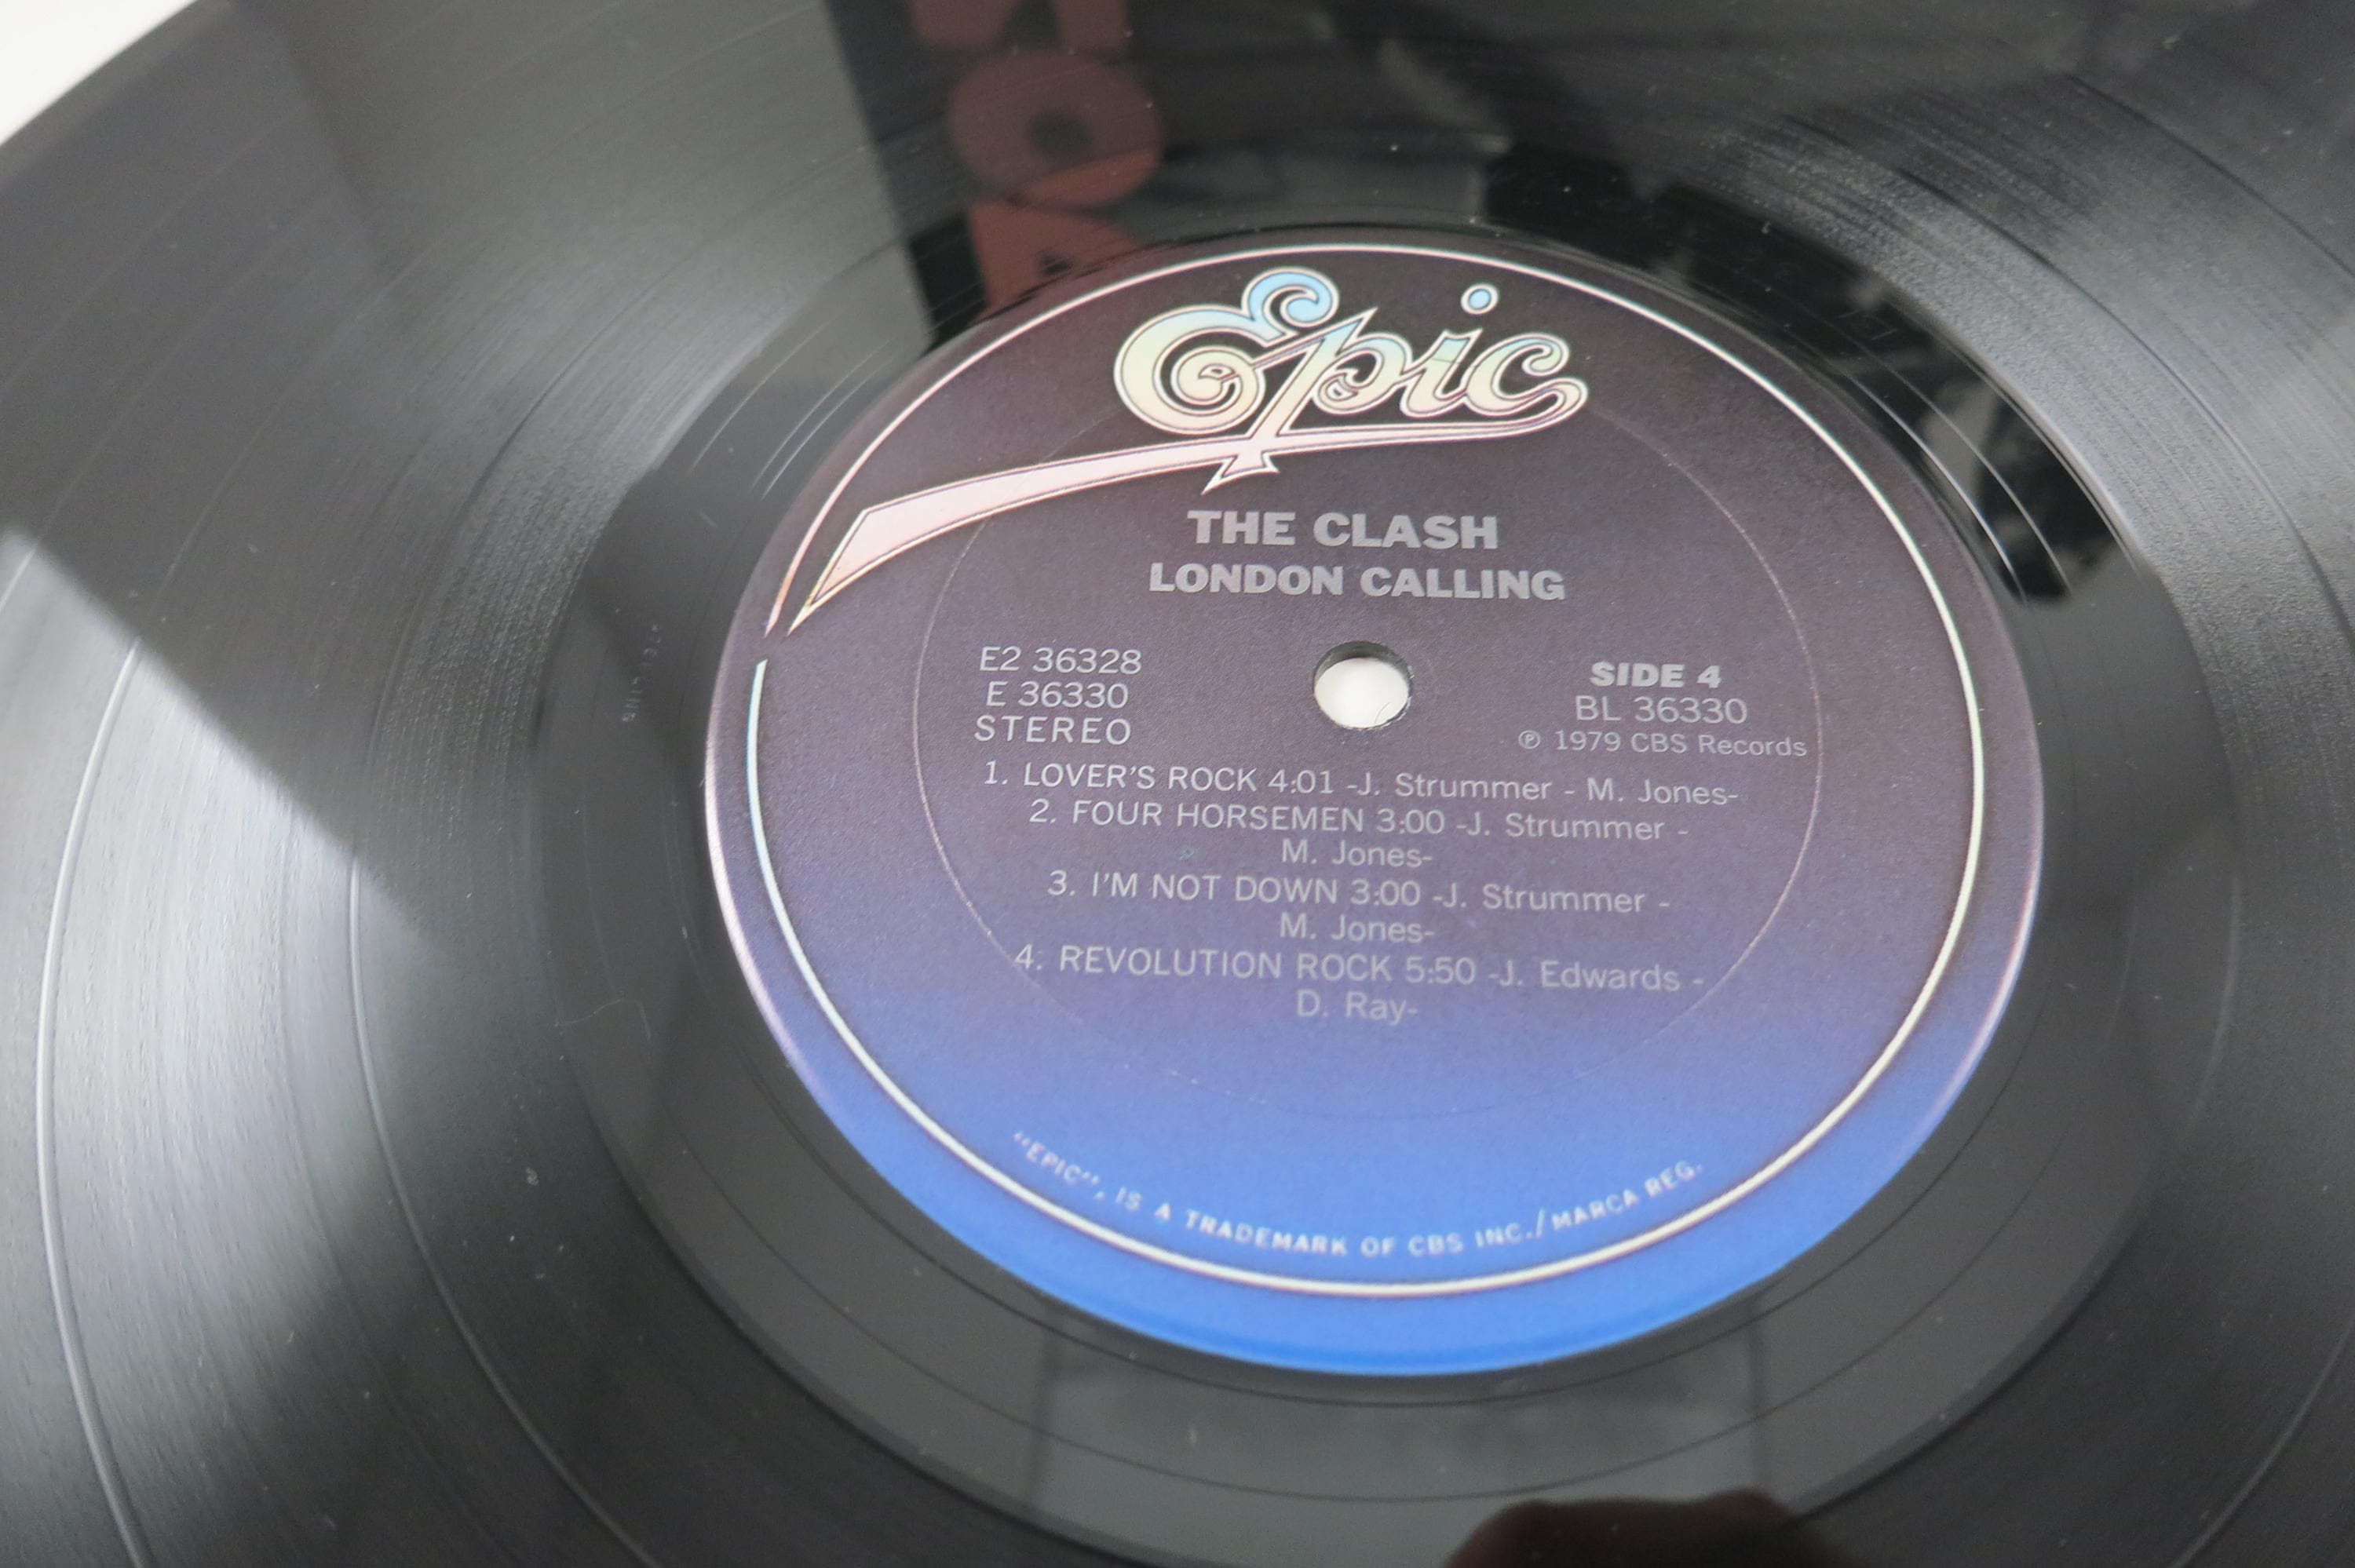 Epic
THE CLASH
LONDON CALLING
E2 36328
E 36330
STEREO
SIDE 4
BL 36330
℗ 1979 CBS Records
1. LOVER'S ROCK 4:01 -J. Strummer - M. Jones-
2. FOUR HORSEMEN 3:00 -J. Strummer -
M. Jones-
3. I'M NOT DOWN 3:00 -J. Strummer -
M. Jones-
4. REVOLUTION ROCK 5:50 -J. Edwards -
D. Ray-
"EPIC", IS A TRADEMARK OF CBS INC./MARCA REG.